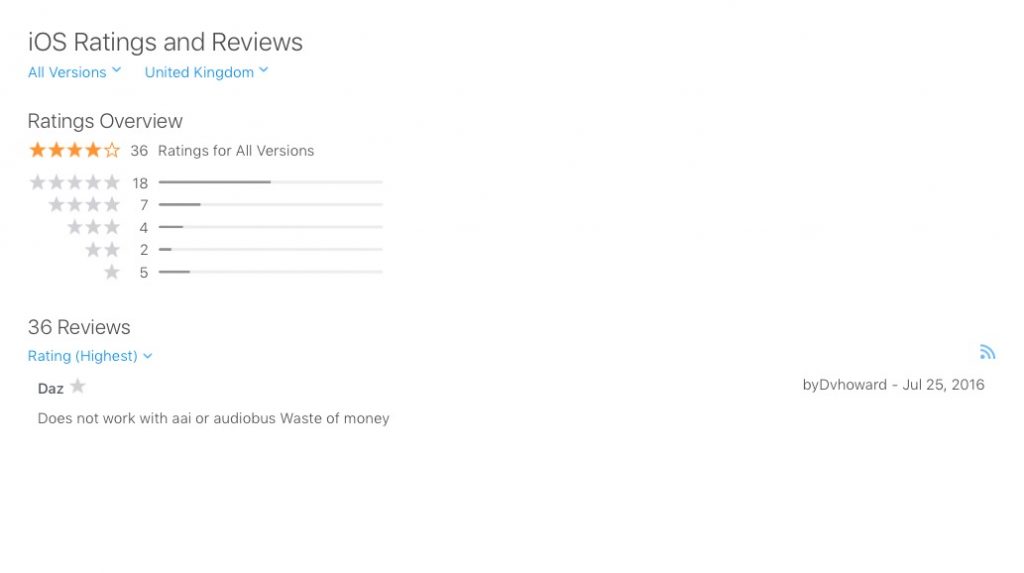 iOS Ratings and Reviews
All Versions United Kingdom
Ratings Overview
36 Ratings for All Versions
18
7
4
2
5
36 Reviews
Rating (Highest)
Daz byDvhoward - Jul 25, 2016
Does not work with aai or audiobus Waste of money